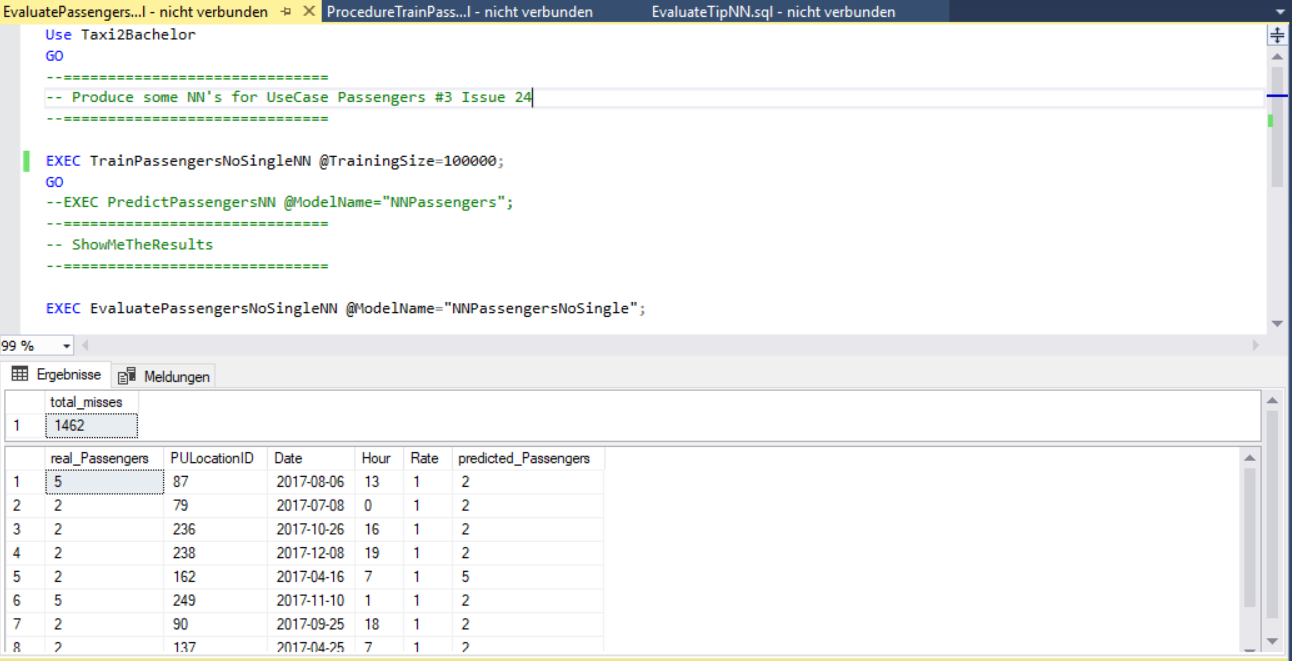 EvaluatePassengers...l - nicht verbunden ProcedureTrainPass...l - nicht verbunden EvaluateTipNN.sql - nicht verbunden
Use Taxi2Bachelor
GO
--==============================
-- Produce some NN's for UseCase Passengers #3 Issue 24
--==============================
EXEC TrainPassengersNoSingleNN @TrainingSize=100000;
GO
--EXEC PredictPassengersNN @ModelName="NNPassengers";
--==============================
-- ShowMeTheResults
--==============================
EXEC EvaluatePassengersNoSingleNN @ModelName="NNPassengersNoSingle";
99 %
Ergebnisse Meldungen
total_misses
1 1462
real_Passengers PULocationID Date Hour Rate predicted_Passengers
1 5 87 2017-08-06 13 1 2
2 2 79 2017-07-08 0 1 2
3 2 236 2017-10-26 16 1 2
4 2 238 2017-12-08 19 1 2
5 2 162 2017-04-16 7 1 5
6 5 249 2017-11-10 1 1 2
7 2 90 2017-09-25 18 1 2
8 2 137 2017-04-25 7 1 2